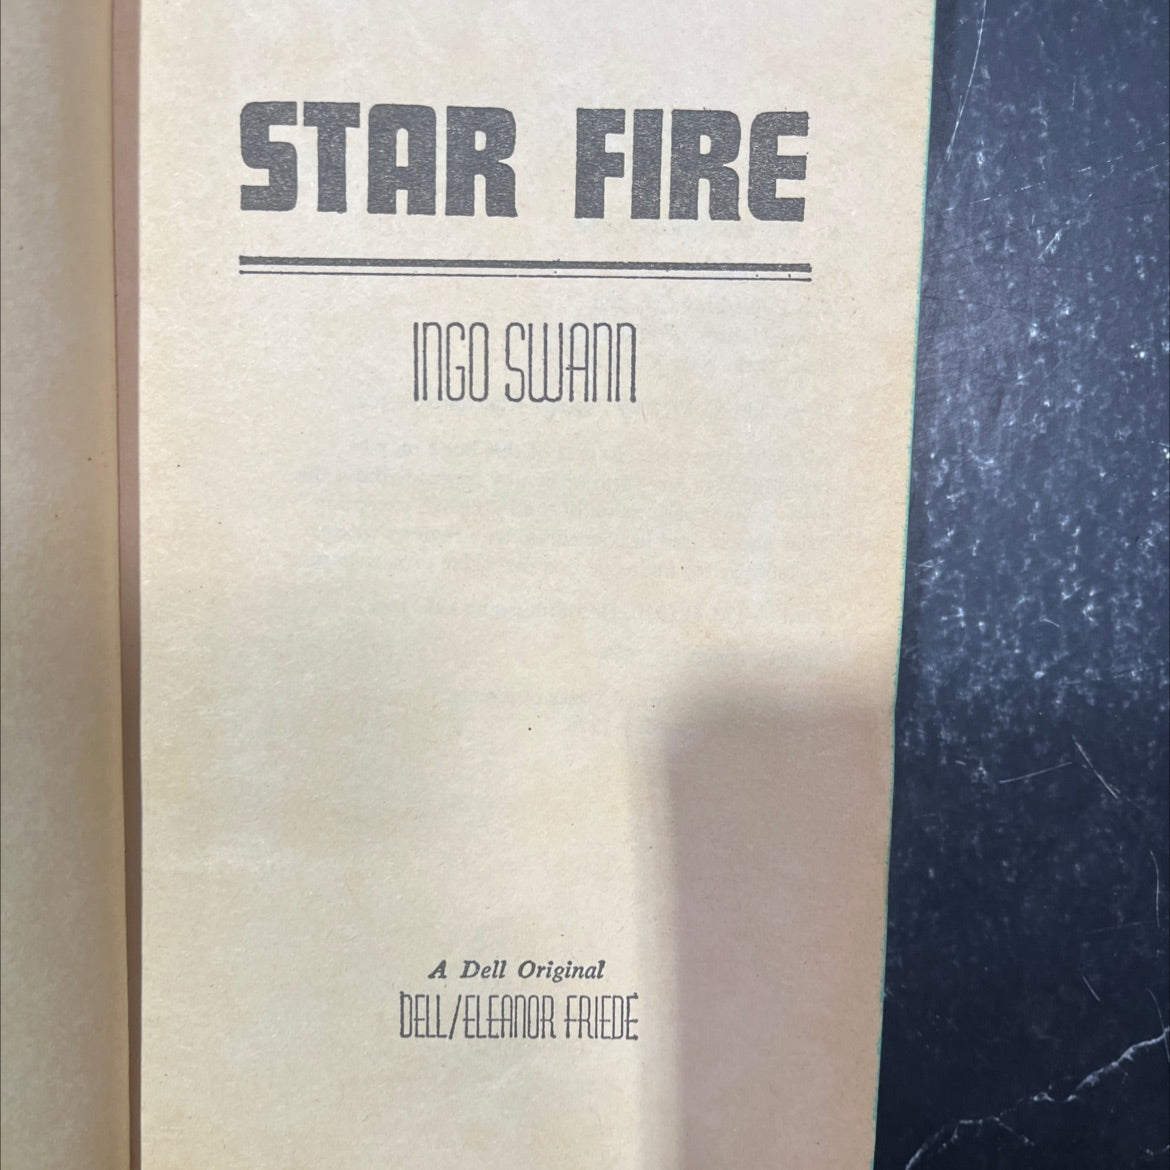 STAR FIRE
INGO SWANN
A Dell Original
DELL/ELEANOR FRIEDE